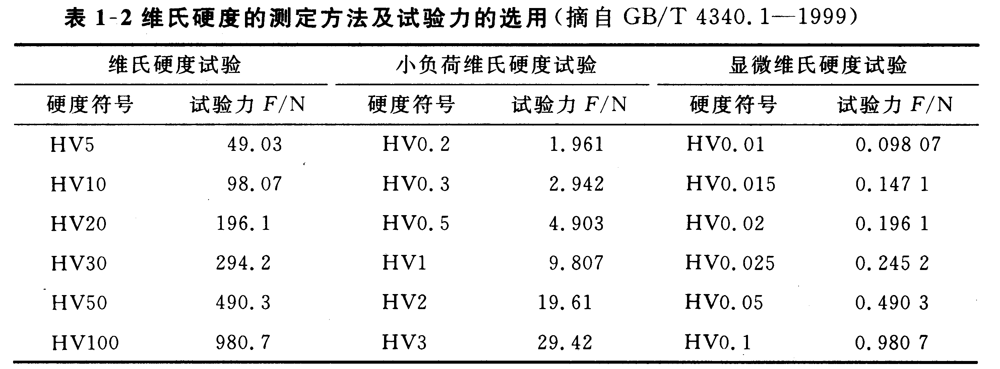 表 1-2 维氏硬度的测定方法及试验力的选用(摘自 GB/T 4340.1—1999)
维氏硬度试验 小负荷维氏硬度试验 显微维氏硬度试验
硬度符号 试验力 F/N 硬度符号 试验力 F/N 硬度符号 试验力 F/N
HV5 49.03 HV0.2 1.961 HV0.01 0.098 07
HV10 98.07 HV0.3 2.942 HV0.015 0.147 1
HV20 196.1 HV0.5 4.903 HV0.02 0.196 1
HV30 294.2 HV1 9.807 HV0.025 0.245 2
HV50 490.3 HV2 19.61 HV0.05 0.490 3
HV100 980.7 HV3 29.42 HV0.1 0.980 7